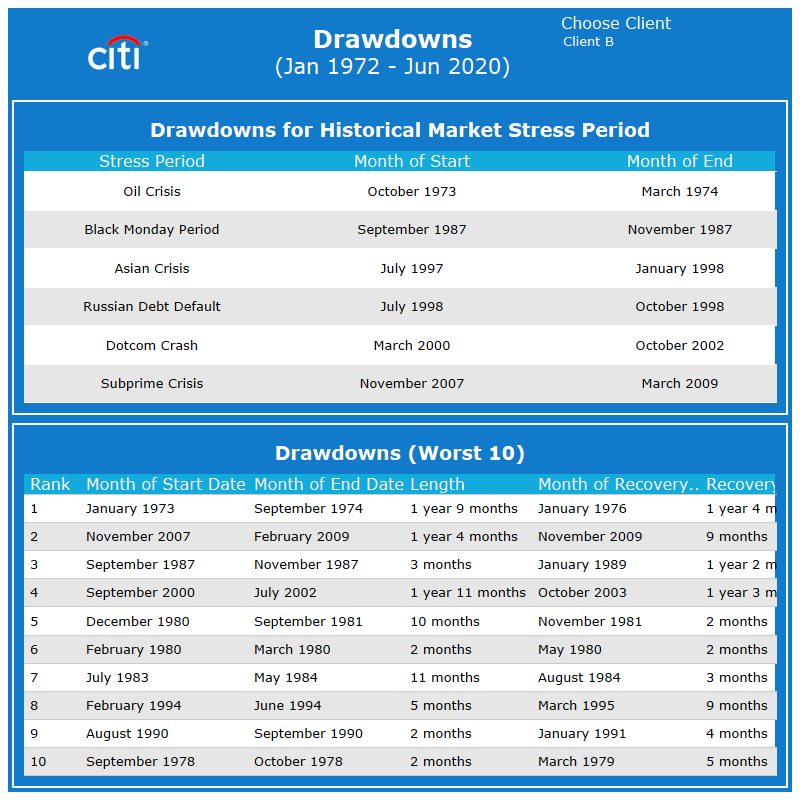 citi®
Drawdowns
(Jan 1972 - Jun 2020)
Choose Client
Client B
Drawdowns for Historical Market Stress Period
Stress Period Month of Start Month of End
Oil Crisis October 1973 March 1974
Black Monday Period September 1987 November 1987
Asian Crisis July 1997 January 1998
Russian Debt Default July 1998 October 1998
Dotcom Crash March 2000 October 2002
Subprime Crisis November 2007 March 2009
Drawdowns (Worst 10)
Rank Month of Start Date Month of End Date Length Month of Recovery.. Recovery
1 January 1973 September 1974 1 year 9 months January 1976 1 year 4 m
2 November 2007 February 2009 1 year 4 months November 2009 9 months
3 September 1987 November 1987 3 months January 1989 1 year 2 m
4 September 2000 July 2002 1 year 11 months October 2003 1 year 3 m
5 December 1980 September 1981 10 months November 1981 2 months
6 February 1980 March 1980 2 months May 1980 2 months
7 July 1983 May 1984 11 months August 1984 3 months
8 February 1994 June 1994 5 months March 1995 9 months
9 August 1990 September 1990 2 months January 1991 4 months
10 September 1978 October 1978 2 months March 1979 5 months